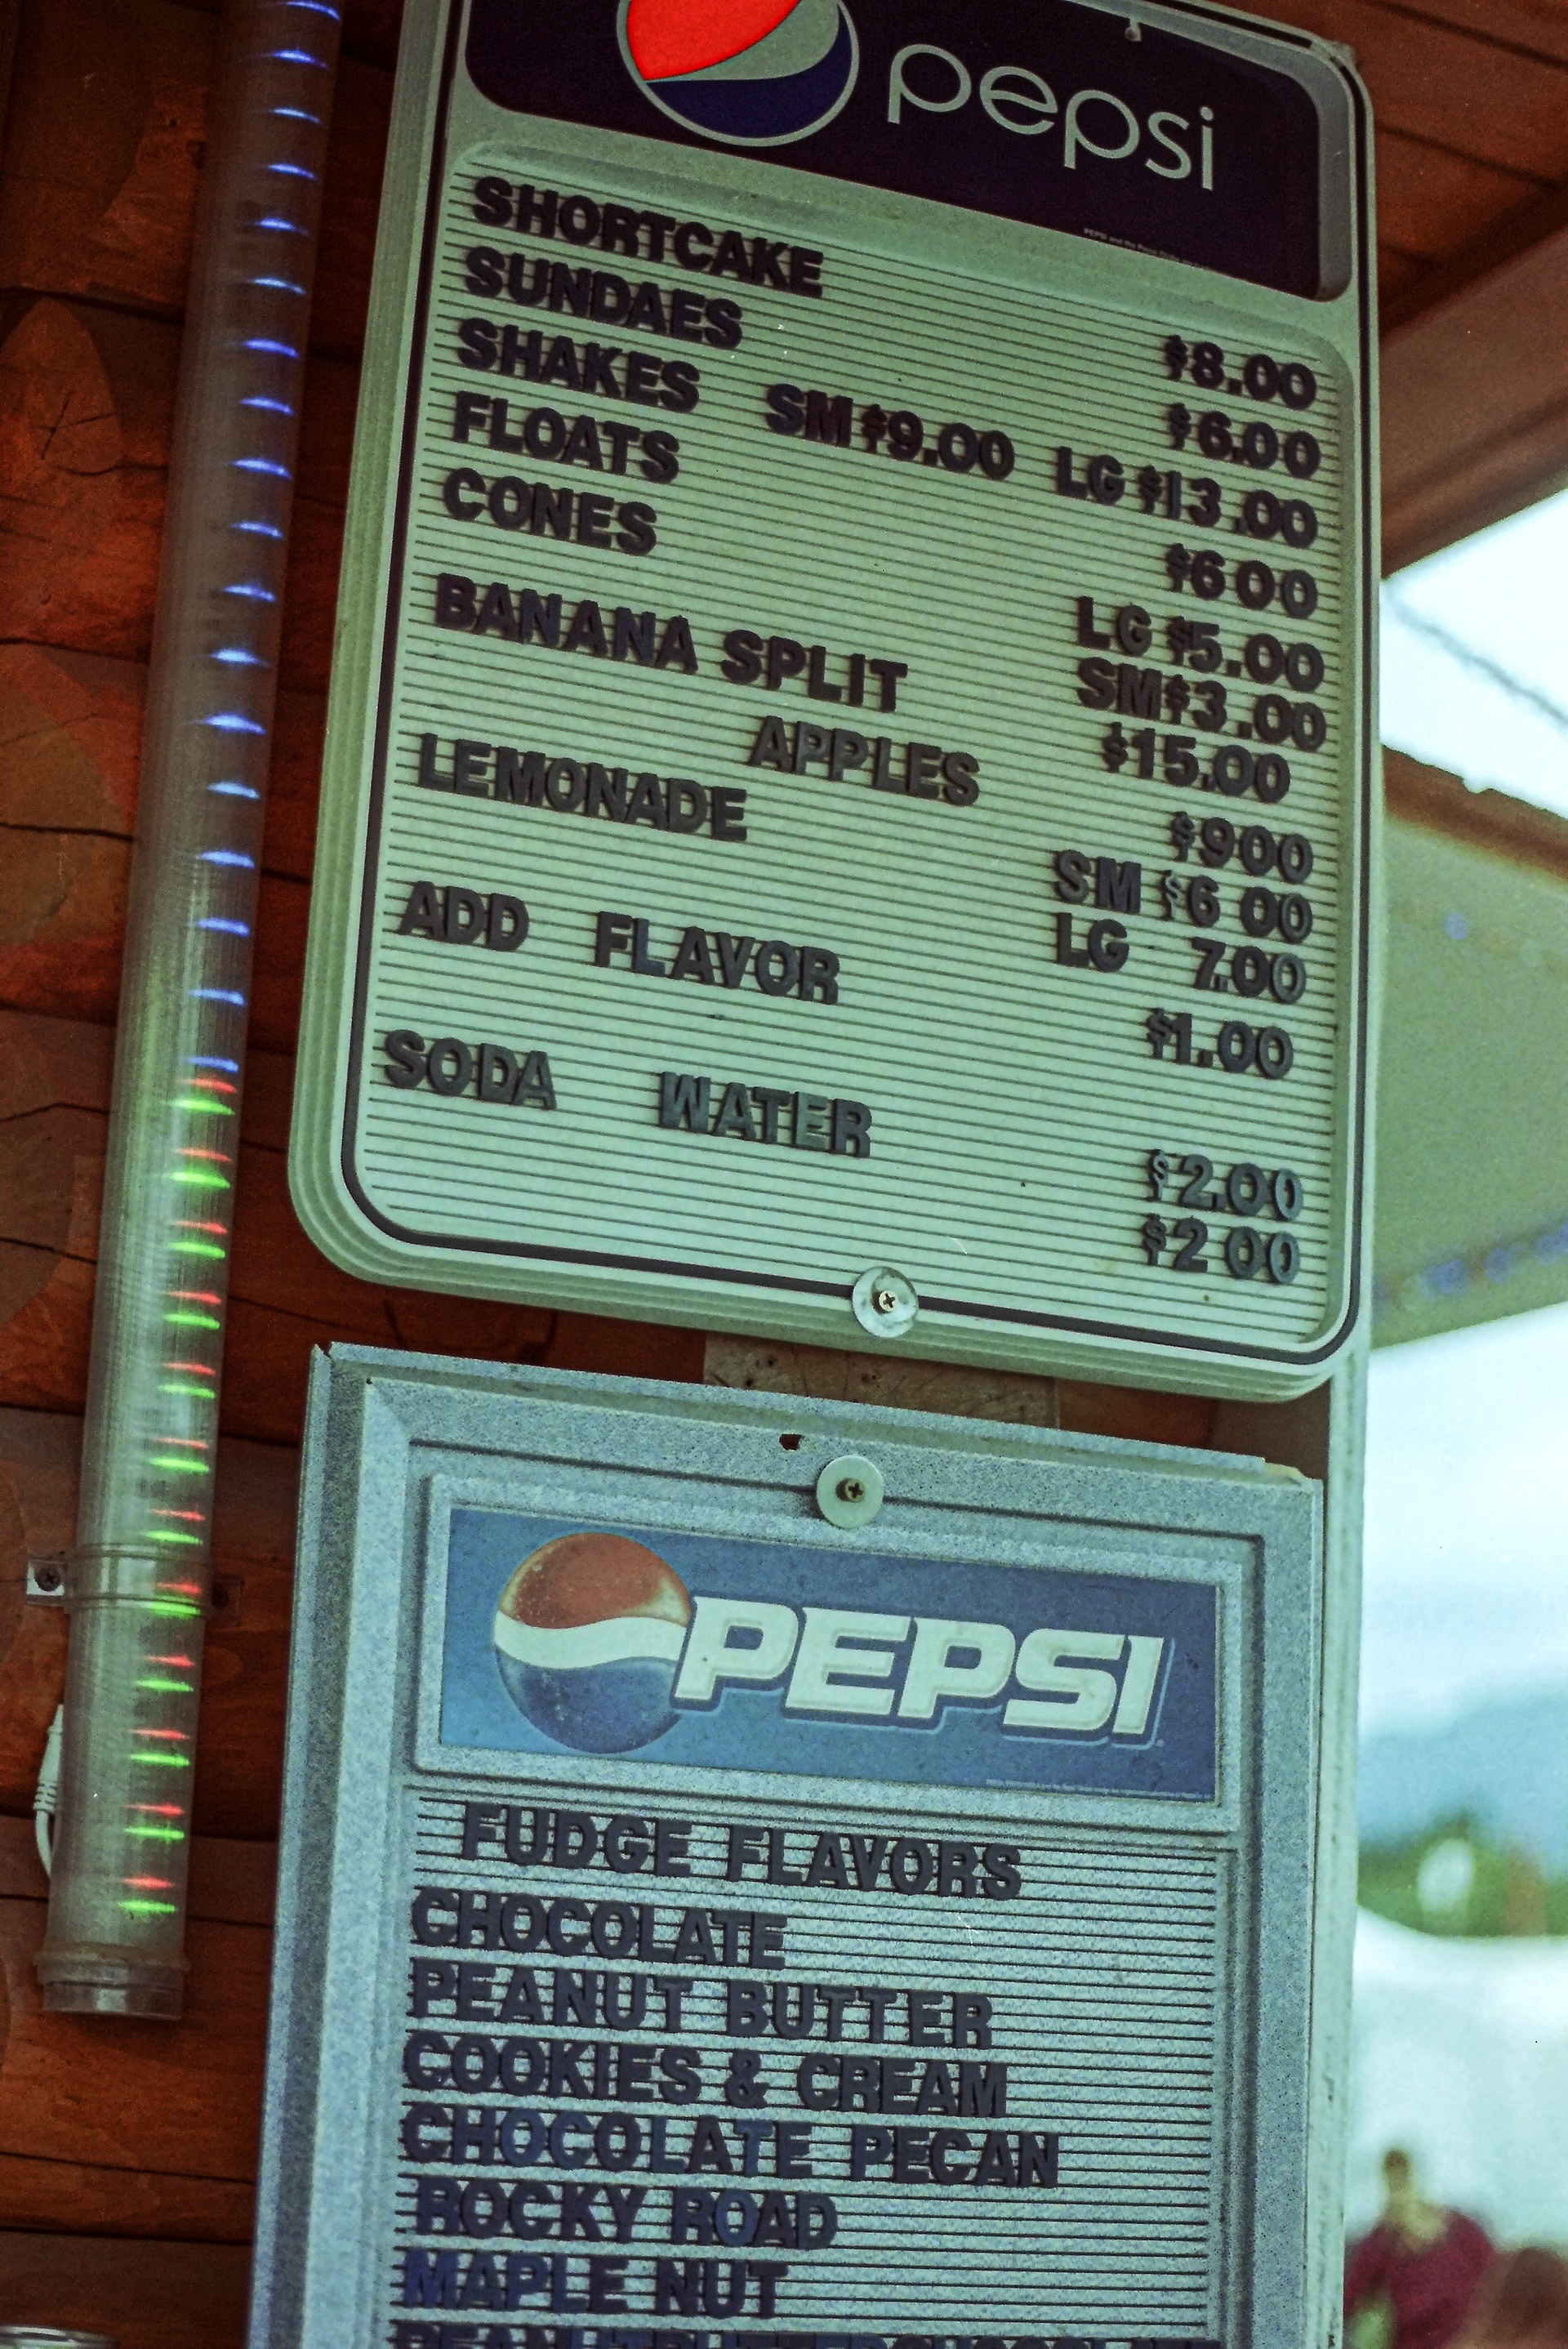 pepsi
SHORTCAKE $8.00
SUNDAES $6.00
SHAKES SM $9.00 LG $13.00
FLOATS $6 00
CONES LG $5.00
SM $3.00
BANANA SPLIT $15.00
APPLES $9 00
LEMONADE SM $6 00
LG 7.00
ADD FLAVOR $1.00
SODA WATER $2.00
$2 00
PEPSI
FUDGE FLAVORS
CHOCOLATE
PEANUT BUTTER
COOKIES & CREAM
CHOCOLATE PECAN
ROCKY ROAD
MAPLE NUT